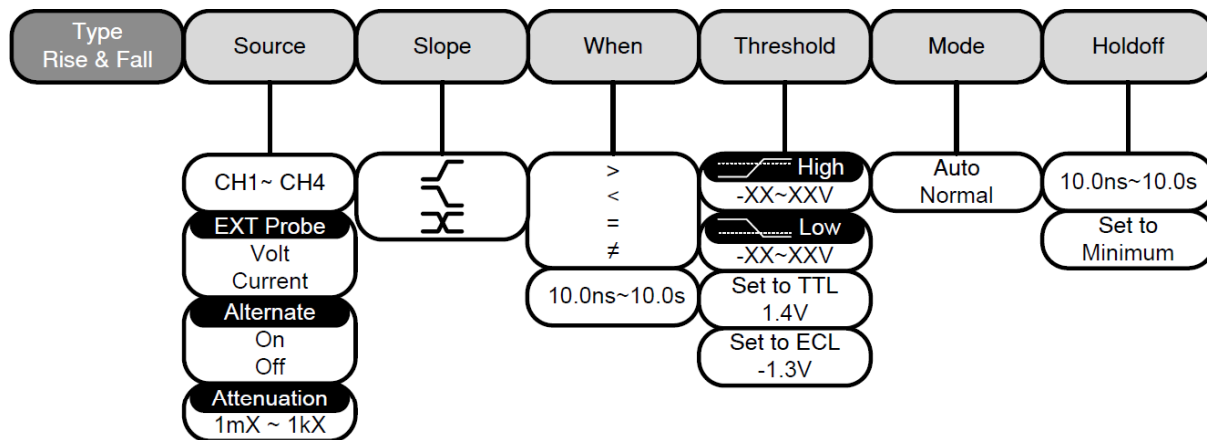 Type
Rise & Fall
Source
Slope
When
Threshold
Mode
Holdoff
CH1~ CH4
EXT Probe
Volt
Current
Alternate
On
Off
Attenuation
1mX ~ 1kX
>
<
=
≠
10.0ns~10.0s
High
-XX~XXV
Low
-XX~XXV
Set to TTL
1.4V
Set to ECL
-1.3V
Auto
Normal
10.0ns~10.0s
Set to
Minimum